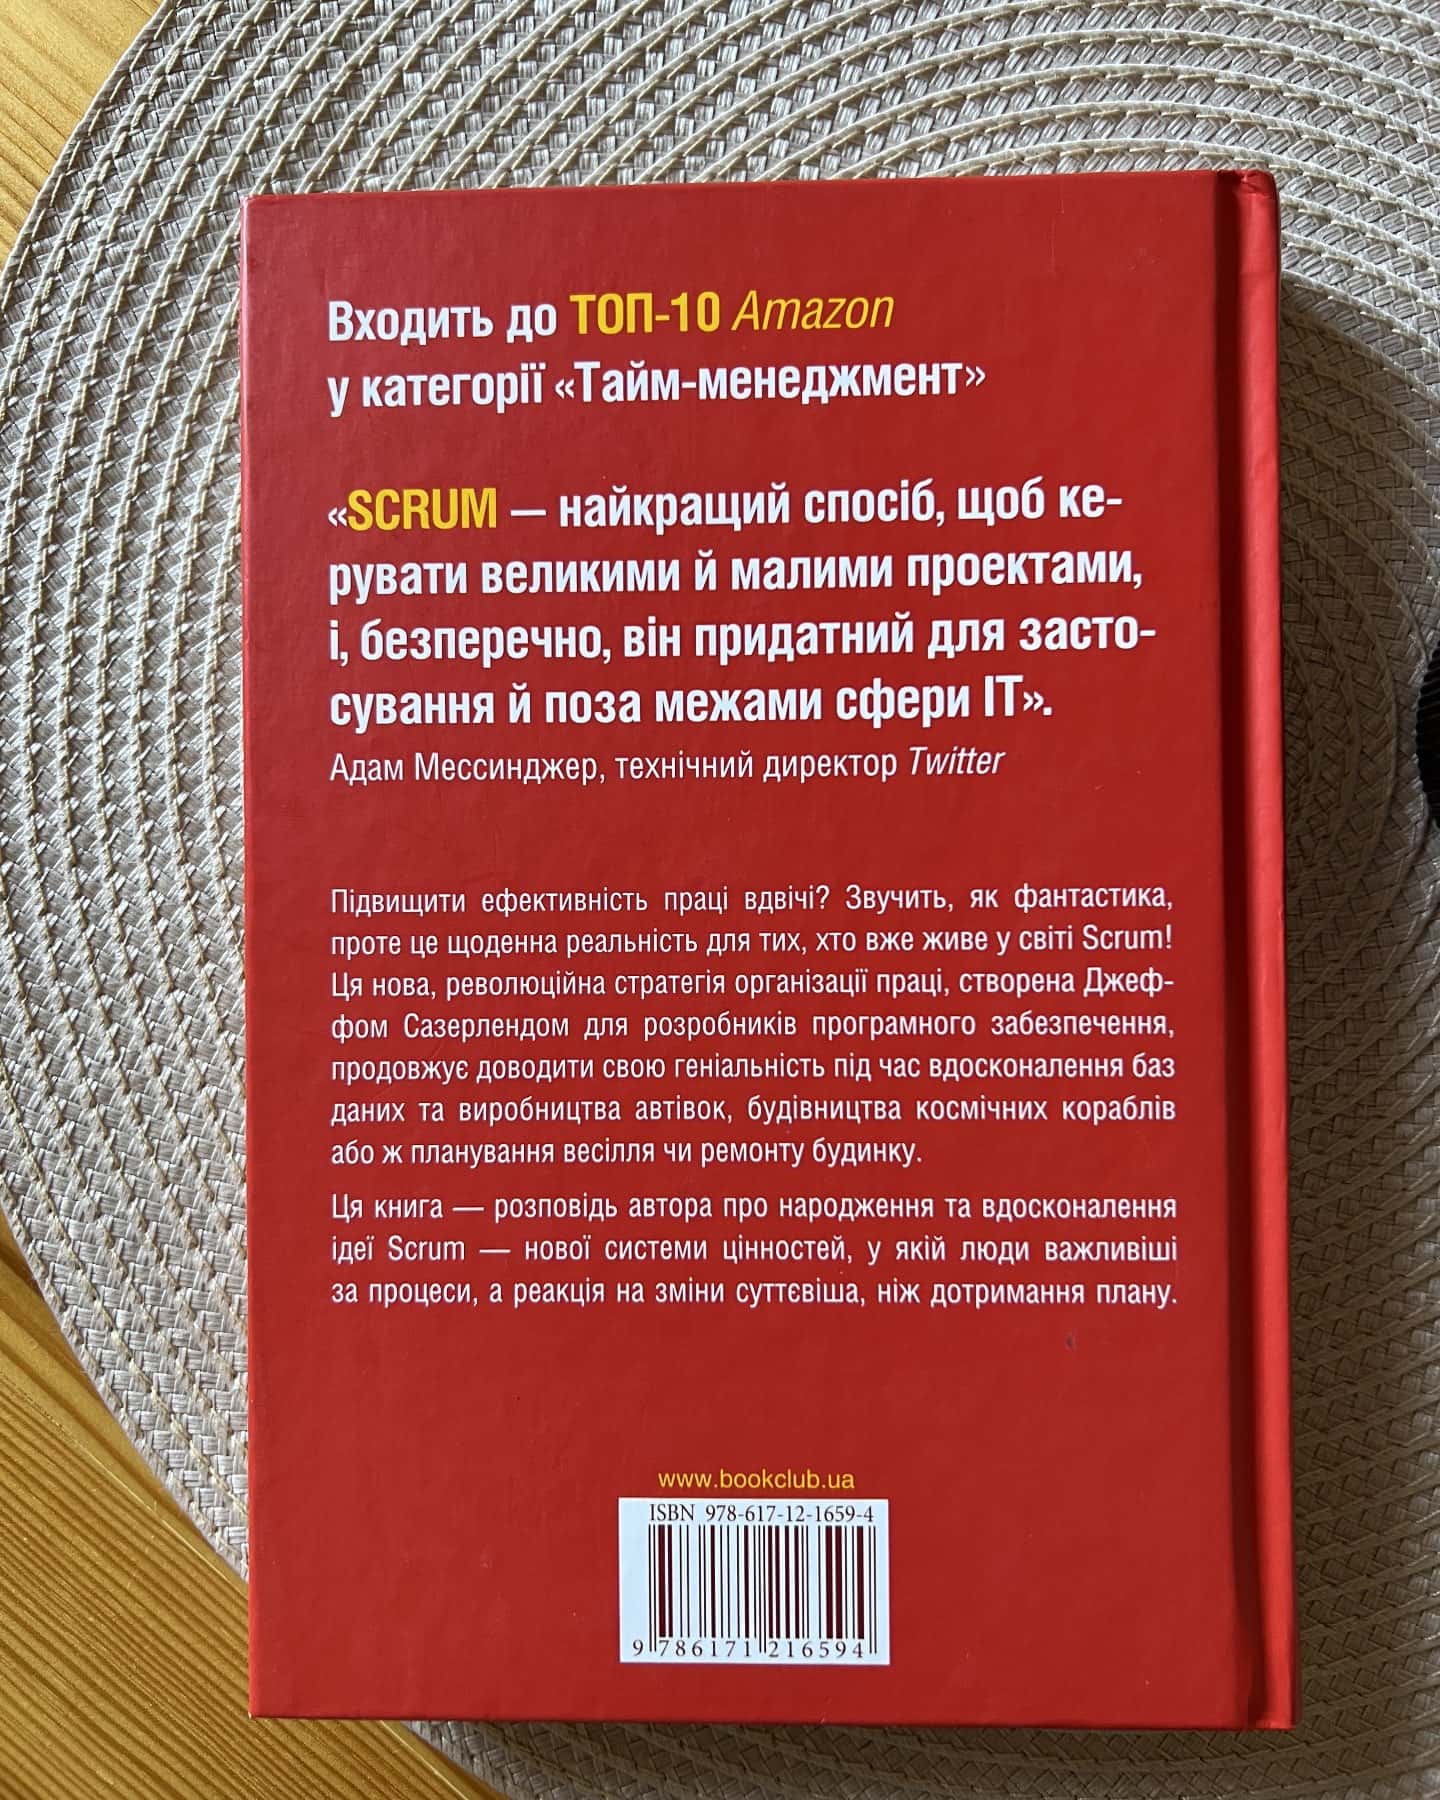 Входить до ТОП-10 Amazon
у категорії «Тайм-менеджмент»
«SCRUM — найкращий спосіб, щоб ке-
рувати великими й малими проектами,
і, безперечно, він придатний для засто-
сування й поза межами сфери ІТ».
Адам Мессинджер, технічний директор Twitter
Підвищити ефективність праці вдвічі? Звучить, як фантастика,
проте це щоденна реальність для тих, хто вже живе у світі Scrum!
Ця нова, революційна стратегія організації праці, створена Джеф-
фом Сазерлендом для розробників програмного забезпечення,
продовжує доводити свою геніальність під час вдосконалення баз
даних та виробництва автівок, будівництва космічних кораблів
або ж планування весілля чи ремонту будинку.
Ця книга — розповідь автора про народження та вдосконалення
ідеї Scrum — нової системи цінностей, у якій люди важливіші
за процеси, а реакція на зміни суттєвіша, ніж дотримання плану.
www.bookclub.ua
ISBN 978-617-12-1659-4
9 786171 216594